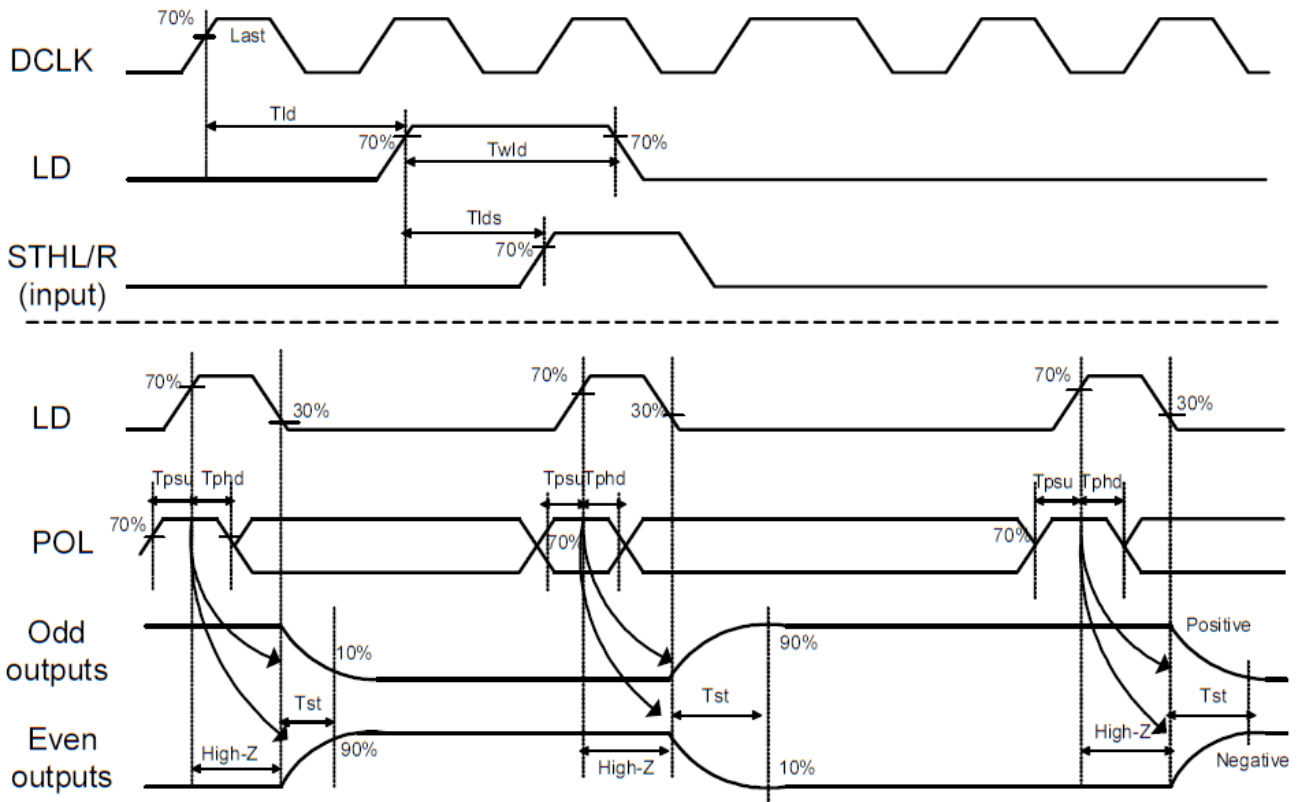 70%
Last
DCLK
Tld
70%
70%
Twld
LD
Tlds
70%
STHL/R
(input)
70%
30%
LD
70%
30%
70%
30%
Tpsu
Tphd
Tpsu
Tphd
Tpsu
Tphd
70%
POL
70%
70%
Odd
outputs
10%
90%
Positive
Tst
Tst
Tst
Even
outputs
High-Z
90%
High-Z
10%
High-Z
Negative